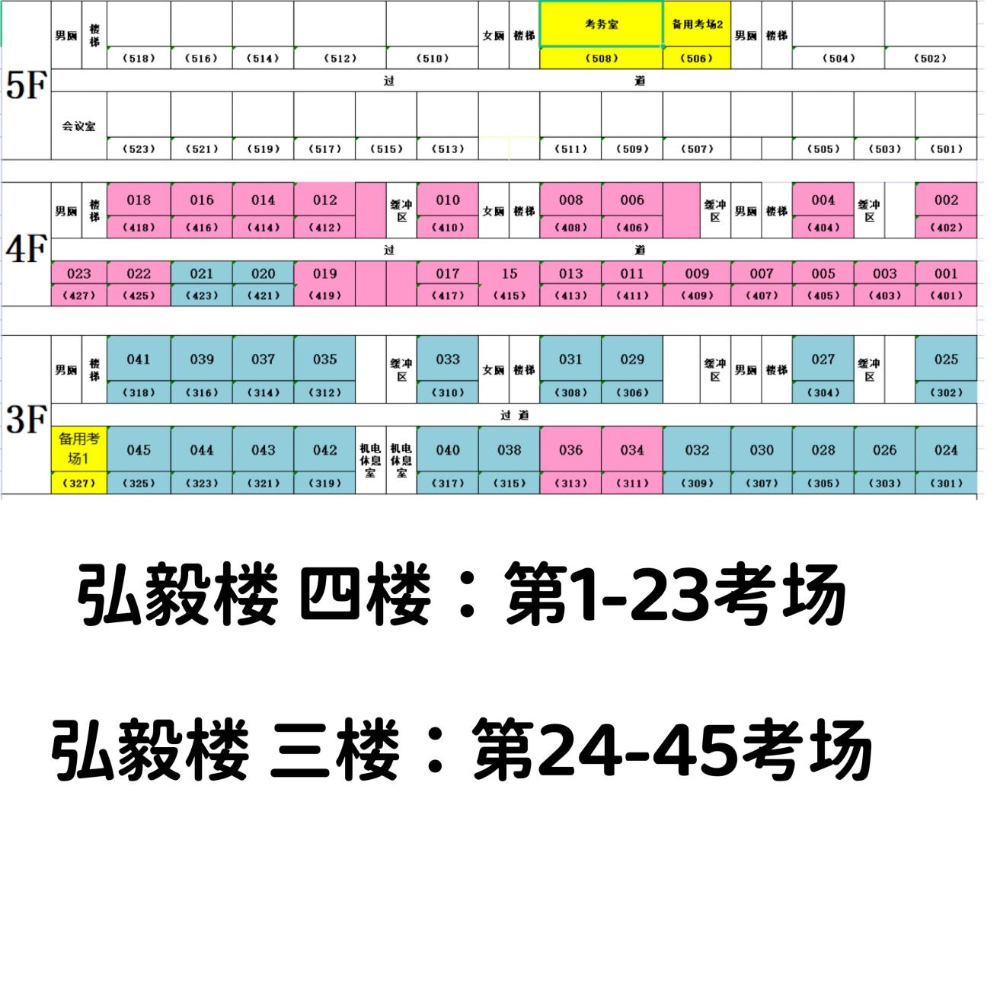 男厕 楼梯 女厕 楼梯 考务室 备用考场2 男厕 楼梯
（518） （516） （514） （512） （510） （508） （506） （504） （502）
5F
过 道
会议室
（523） （521） （519） （517） （515） （513） （511） （509） （507） （505） （503） （501）
男厕 楼梯 018 016 014 012 缓冲区 010 女厕 楼梯 008 006 缓冲区 男厕 楼梯 004 缓冲区 002
（418） （416） （414） （412） （410） （408） （406） （404） （402）
4F
过 道
023 022 021 020 019 017 15 013 011 009 007 005 003 001
（427） （425） （423） （421） （419） （417） （415） （413） （411） （409） （407） （405） （403） （401）
男厕 楼梯 041 039 037 035 缓冲区 033 女厕 楼梯 031 029 缓冲区 男厕 楼梯 027 缓冲区 025
（318） （316） （314） （312） （310） （308） （306） （304） （302）
3F
过 道
备用考场1 045 044 043 042 机电休息室 机电休息室 040 038 036 034 032 030 028 026 024
（327） （325） （323） （321） （319） （317） （315） （313） （311） （309） （307） （305） （303） （301）
弘毅楼 四楼：第1-23考场
弘毅楼 三楼：第24-45考场